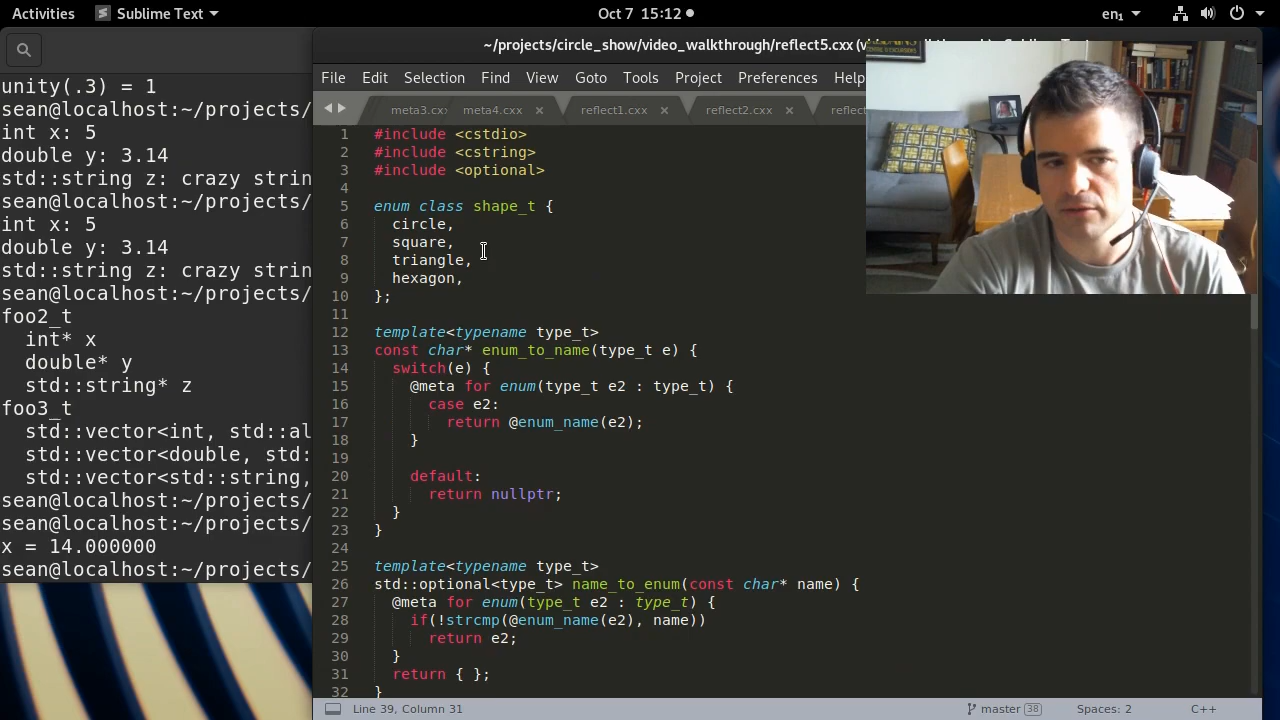 Activities
Sublime Text
Oct 7 15:12
en₁
~/projects/circle_show/video_walkthrough/reflect5.cxx
File Edit Selection Find View Goto Tools Project Preferences Help
meta3.cx
meta4.cxx ×
reflect1.cxx ×
reflect2.cxx ×
reflect
unity(.3) = 1
sean@localhost:~/projects/
int x: 5
double y: 3.14
std::string z: crazy strin
sean@localhost:~/projects/
int x: 5
double y: 3.14
std::string z: crazy strin
sean@localhost:~/projects/
foo2_t
int* x
double* y
std::string* z
foo3_t
std::vector<int, std::al
std::vector<double, std:
std::vector<std::string,
sean@localhost:~/projects/
sean@localhost:~/projects/
x = 14.000000
sean@localhost:~/projects/
1 #include <cstdio>
2 #include <cstring>
3 #include <optional>
4
5 enum class shape_t {
6 circle,
7 square,
8 triangle,
9 hexagon,
10 };
11
12 template<typename type_t>
13 const char* enum_to_name(type_t e) {
14 switch(e) {
15 @meta for enum(type_t e2 : type_t) {
16 case e2:
17 return @enum_name(e2);
18 }
19
20 default:
21 return nullptr;
22 }
23 }
24
25 template<typename type_t>
26 std::optional<type_t> name_to_enum(const char* name) {
27 @meta for enum(type_t e2 : type_t) {
28 if(!strcmp(@enum_name(e2), name))
29 return e2;
30 }
31 return { };
32 }
Line 39, Column 31
master 38
Spaces: 2
C++